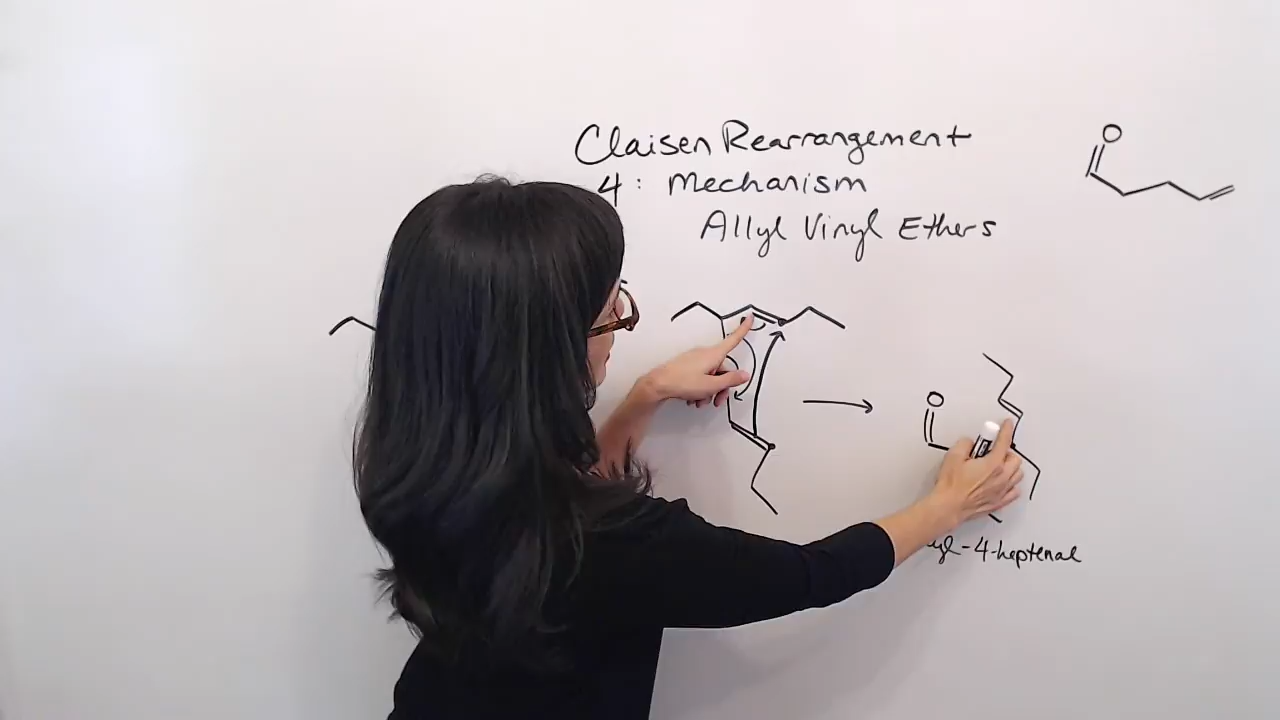 Claisen Rearrangement
4: Mechanism
Allyl Vinyl Ethers
O
O
-4-heptenal